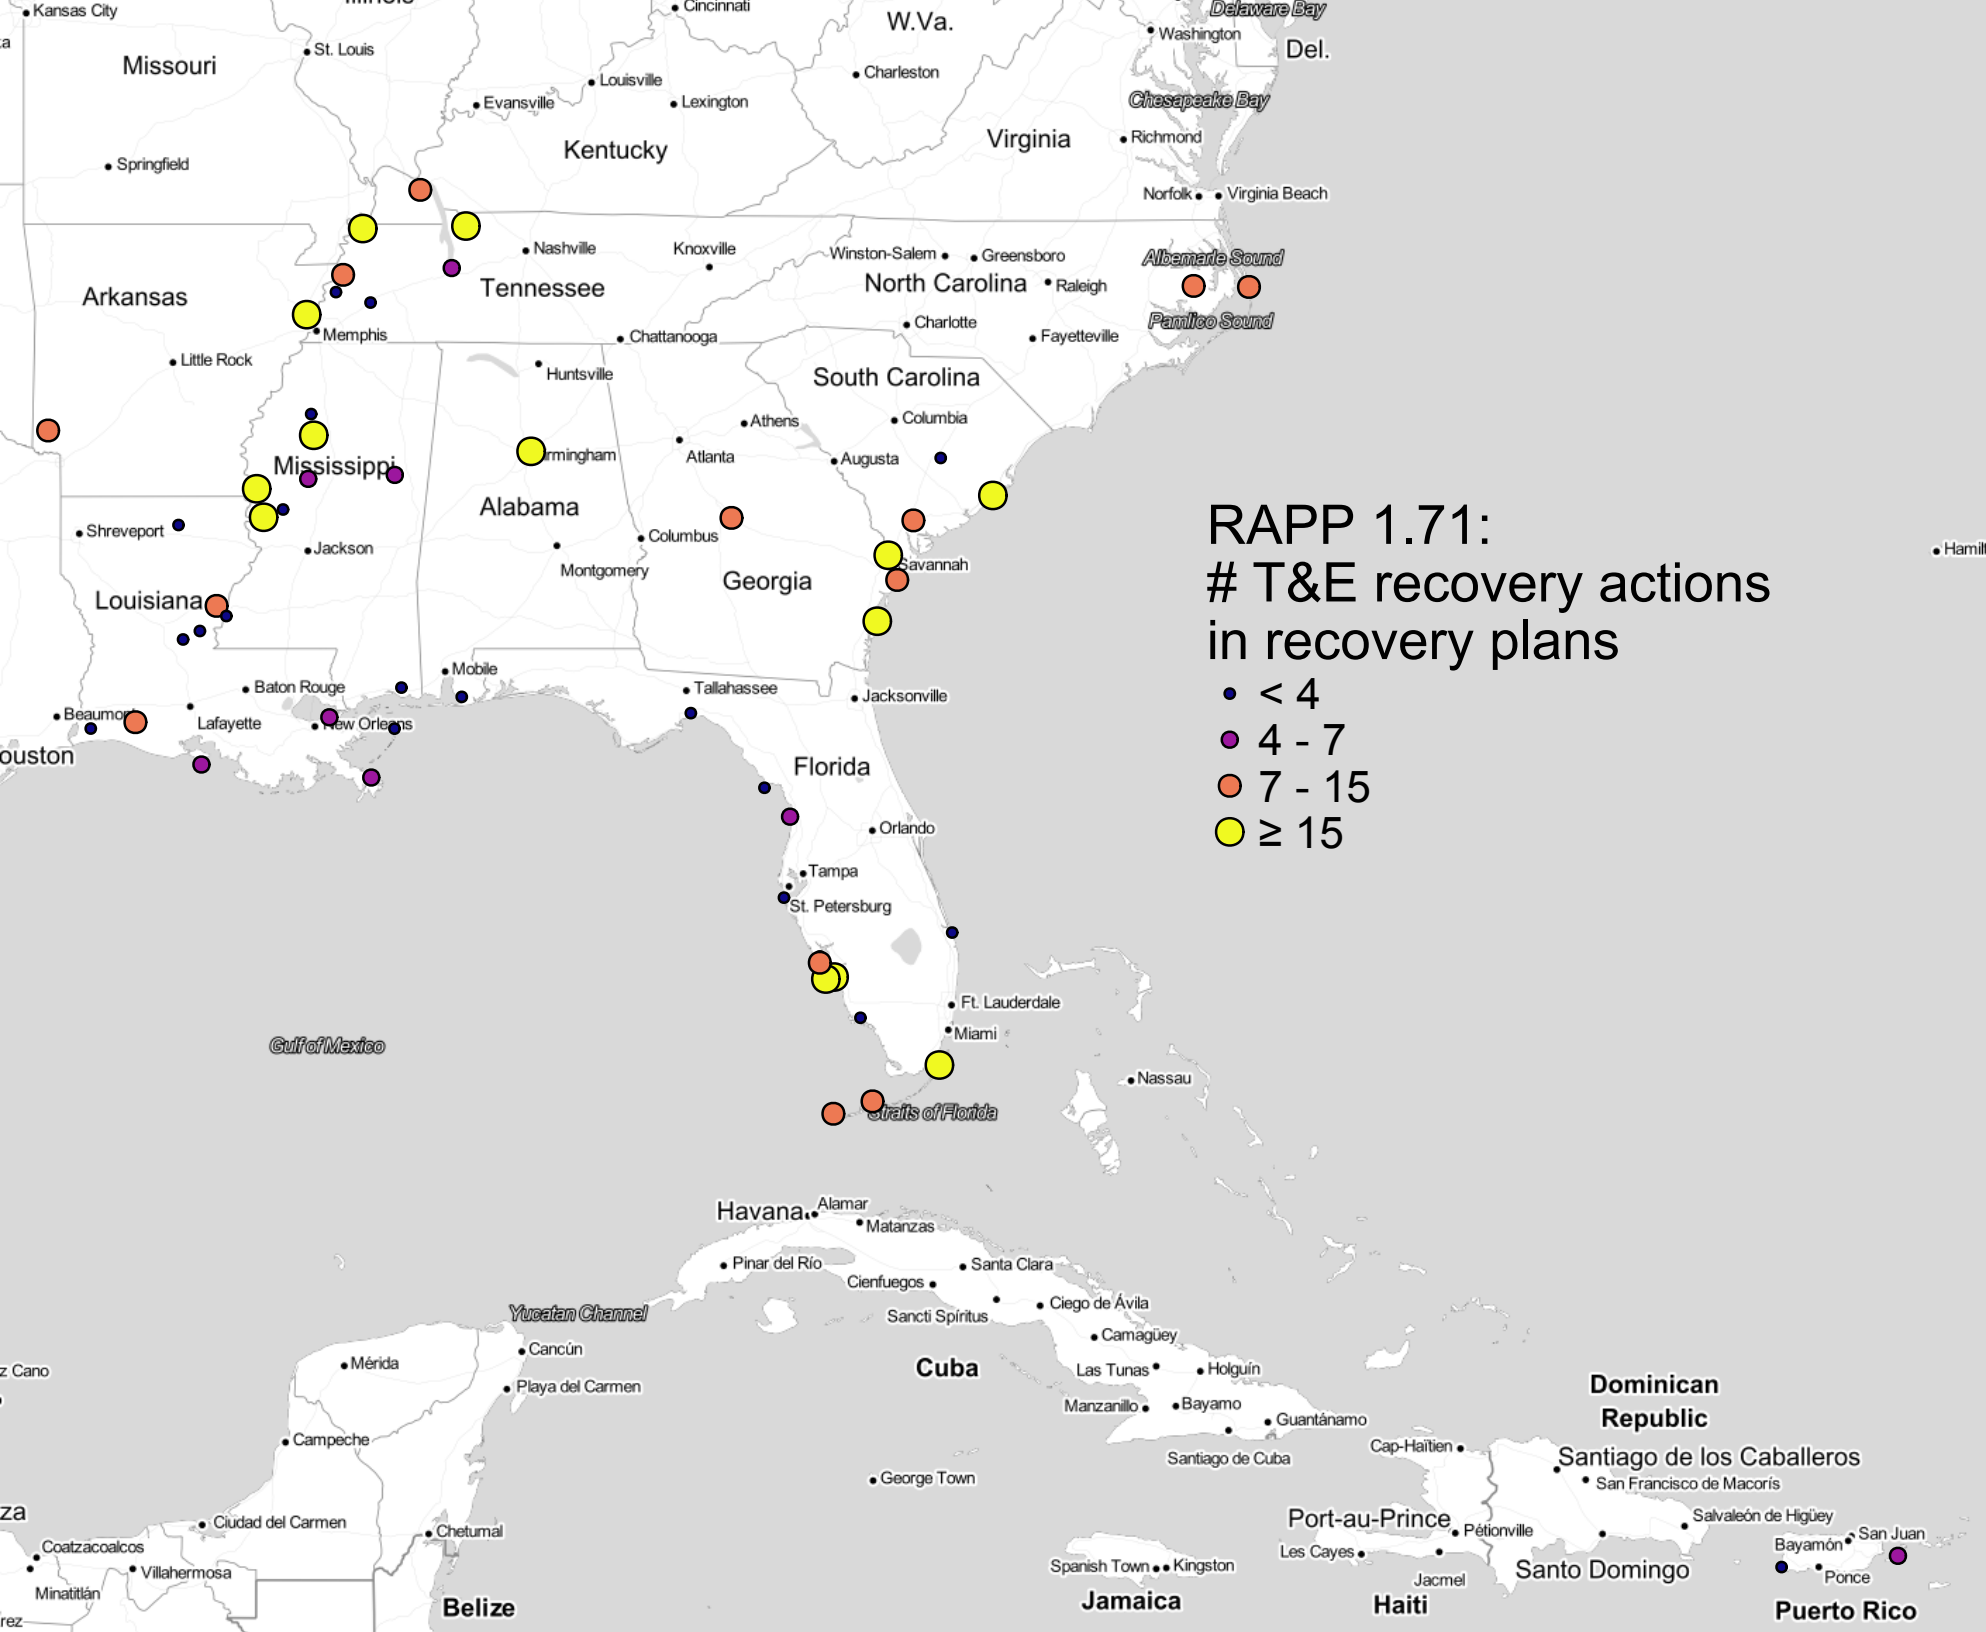 Kansas City
Illinois
Cincinnati
W.Va.
Delaware Bay
Washington
Del.
St. Louis
Missouri
Charleston
Louisville
Lexington
Evansville
Chesapeake Bay
Kentucky
Virginia
Richmond
Springfield
Norfolk
Virginia Beach
Nashville
Knoxville
Winston-Salem
Greensboro
Albemarle Sound
Tennessee
North Carolina
Raleigh
Arkansas
Pamlico Sound
Charlotte
Fayetteville
Memphis
Chattanooga
Little Rock
Huntsville
South Carolina
Athens
Columbia
Atlanta
Augusta
rmingham
Mississippi
Alabama
Shreveport
Jackson
Columbus
Montgomery
Georgia
Savannah
RAPP 1.71:
# T&E recovery actions
in recovery plans
< 4
4 - 7
7 - 15
≥ 15
Hamil
Louisiana
Mobile
Baton Rouge
Tallahassee
Jacksonville
Beaumont
Lafayette
New Orleans
ouston
Florida
Orlando
Tampa
St. Petersburg
Ft. Lauderdale
Miami
Gulf of Mexico
Nassau
Straits of Florida
Havana
Alamar
Matanzas
Pinar del Río
Santa Clara
Cienfuegos
Ciego de Ávila
Sancti Spíritus
Yucatan Channel
Camagüey
Cancún
Mérida
z Cano
Cuba
Las Tunas
Holguín
Playa del Carmen
Dominican
Republic
Manzanillo
Bayamo
Guantánamo
Campeche
Cap-Haïtien
Santiago de Cuba
Santiago de los Caballeros
George Town
San Francisco de Macorís
za
Port-au-Prince
Pétionville
Salvaleón de Higüey
Ciudad del Carmen
Chetumal
San Juan
Bayamón
Coatzacoalcos
Les Cayes
Villahermosa
Spanish Town
Kingston
Santo Domingo
Ponce
Jacmel
Minatitlán
Belize
Jamaica
Haiti
Puerto Rico
rez